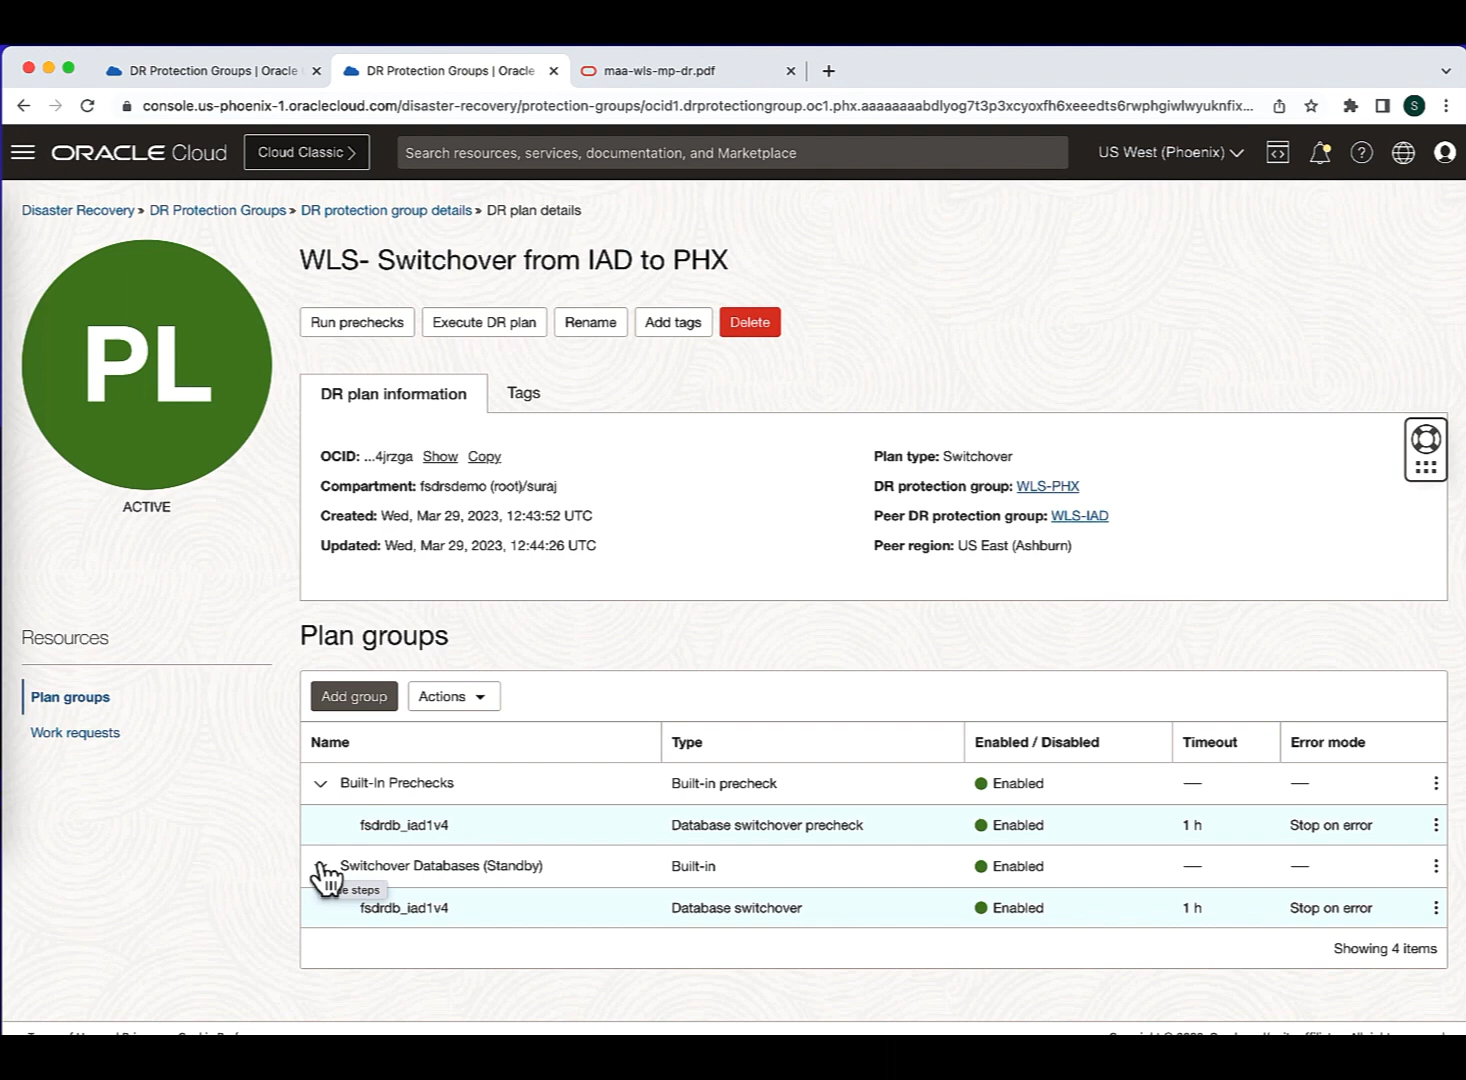 DR Protection Groups | Oracle
DR Protection Groups | Oracle
maa-wls-mp-dr.pdf
console.us-phoenix-1.oraclecloud.com/disaster-recovery/protection-groups/ocid1.drprotectiongroup.oc1.phx.aaaaaaaabdlyog7t3p3xcyoxfh6xeeedts6rwphgiwlwyuknfix...
S
ORACLE Cloud
Cloud Classic >
Search resources, services, documentation, and Marketplace
US West (Phoenix)
Disaster Recovery » DR Protection Groups » DR protection group details » DR plan details
PL
ACTIVE
WLS- Switchover from IAD to PHX
Run prechecks Execute DR plan Rename Add tags Delete
DR plan information Tags
OCID: ...4jrzga Show Copy
Compartment: fsdrsdemo (root)/suraj
Created: Wed, Mar 29, 2023, 12:43:52 UTC
Updated: Wed, Mar 29, 2023, 12:44:26 UTC
Plan type: Switchover
DR protection group: WLS-PHX
Peer DR protection group: WLS-IAD
Peer region: US East (Ashburn)
Resources
Plan groups
Work requests
Plan groups
Add group Actions
Name Type Enabled / Disabled Timeout Error mode
Built-In Prechecks Built-in precheck Enabled — —
fsdrdb_iad1v4 Database switchover precheck Enabled 1 h Stop on error
Switchover Databases (Standby) Built-in Enabled — —
steps
fsdrdb_iad1v4 Database switchover Enabled 1 h Stop on error
Showing 4 items